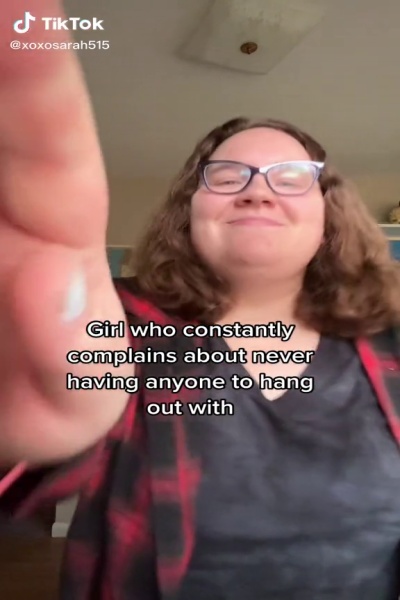 TikTok
@xoxosarah515
Girl who constantly
complains about never
having anyone to hang
out with